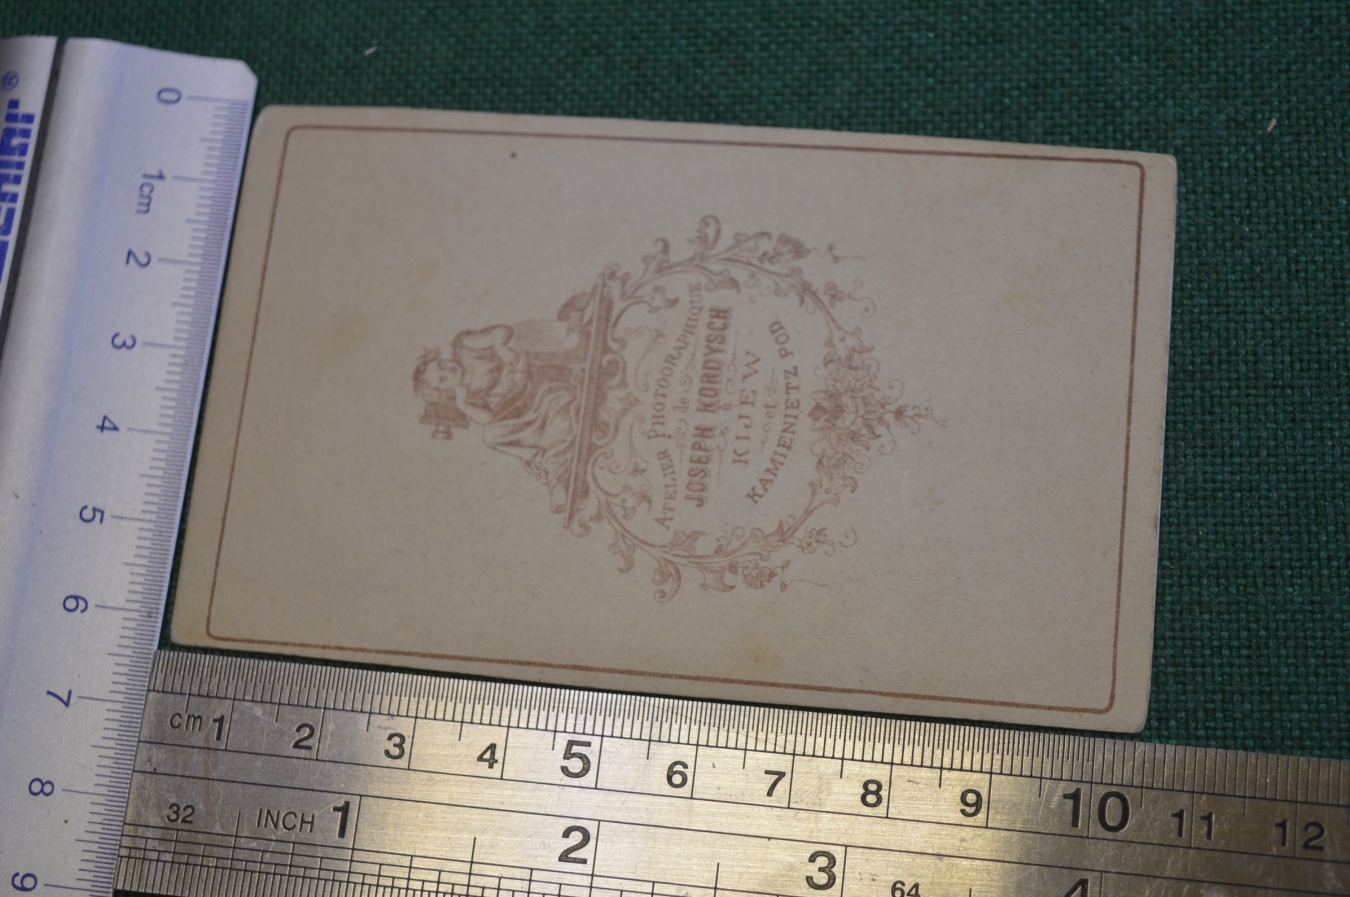 ATELIER PHOTOGRAPHIQUE
de
JOSEPH KORDYSCH
à
KIJEW
et
KAMIENIETZ POD.
0
1cm
2
3
4
5
6
7
8
9
cm 1 2 3 4 5 6 7 8 9 10 11 12
32 INCH 1 2 3 64 4